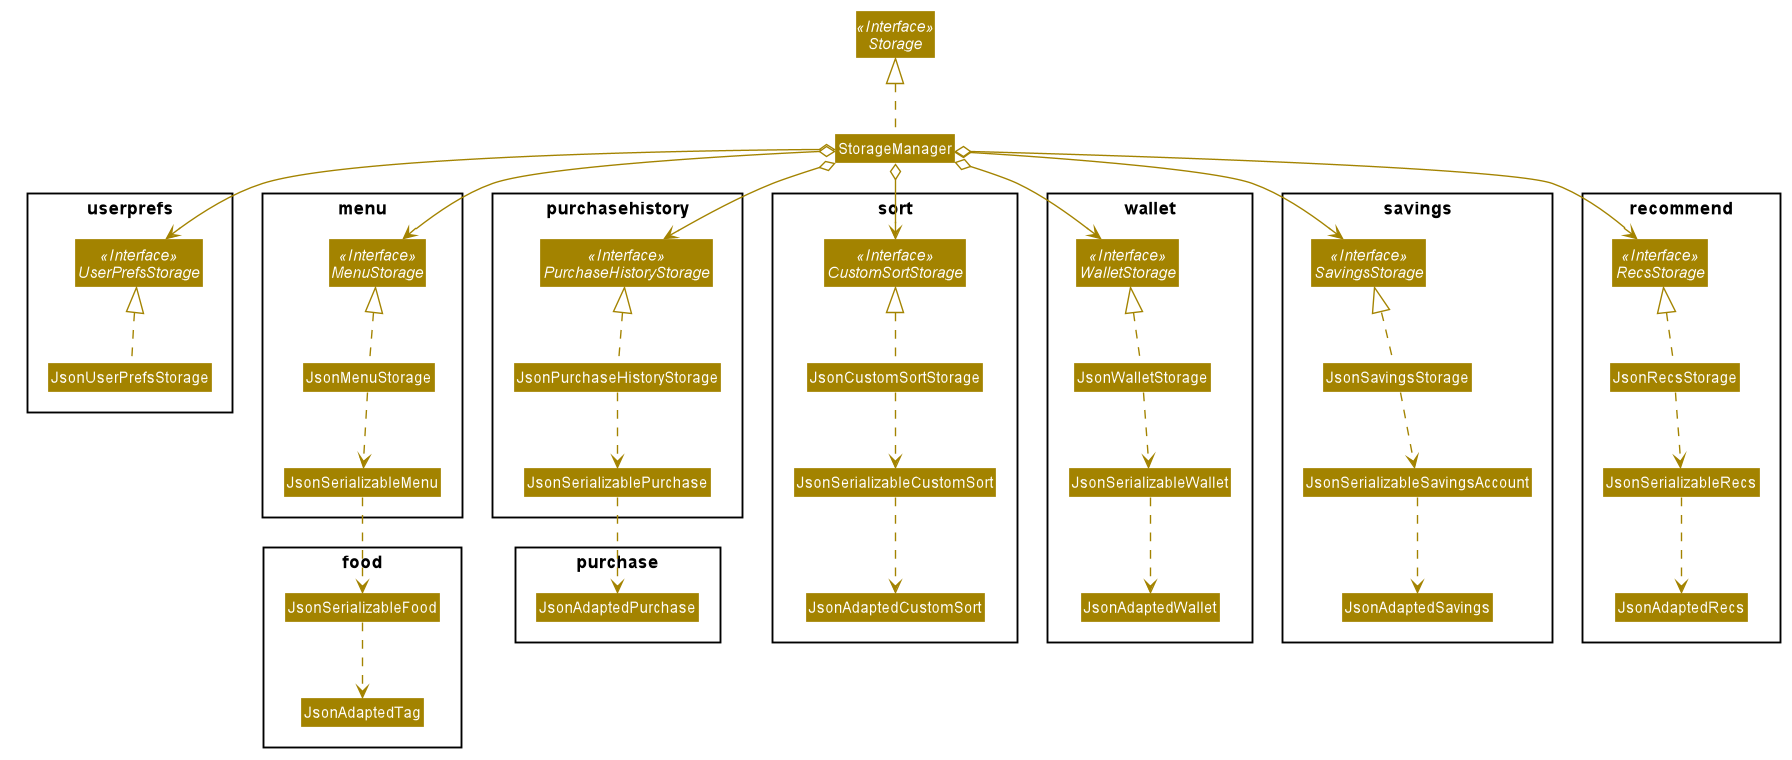 «Interface»
Storage
StorageManager
userprefs
«Interface»
UserPrefsStorage
JsonUserPrefsStorage
menu
«Interface»
MenuStorage
JsonMenuStorage
JsonSerializableMenu
food
JsonSerializableFood
JsonAdaptedTag
purchasehistory
«Interface»
PurchaseHistoryStorage
JsonPurchaseHistoryStorage
JsonSerializablePurchase
purchase
JsonAdaptedPurchase
sort
«Interface»
CustomSortStorage
JsonCustomSortStorage
JsonSerializableCustomSort
JsonAdaptedCustomSort
wallet
«Interface»
WalletStorage
JsonWalletStorage
JsonSerializableWallet
JsonAdaptedWallet
savings
«Interface»
SavingsStorage
JsonSavingsStorage
JsonSerializableSavingsAccount
JsonAdaptedSavings
recommend
«Interface»
RecsStorage
JsonRecsStorage
JsonSerializableRecs
JsonAdaptedRecs